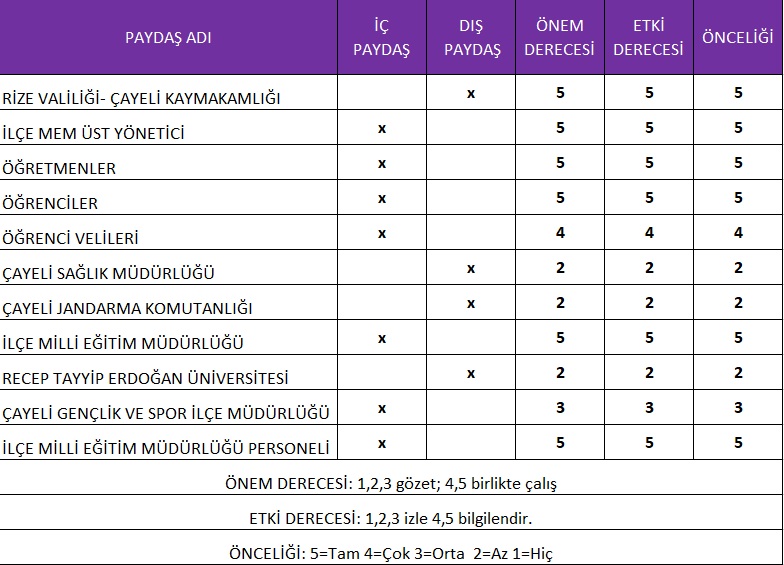 PAYDAŞ ADI İÇ PAYDAŞ DIŞ PAYDAŞ ÖNEM DERECESİ ETKİ DERECESİ ÖNCELİĞİ
RİZE VALİLİĞİ- ÇAYELİ KAYMAKAMLIĞI x 5 5 5
İLÇE MEM ÜST YÖNETİCİ x 5 5 5
ÖĞRETMENLER x 5 5 5
ÖĞRENCİLER x 5 5 5
ÖĞRENCİ VELİLERİ x 4 4 4
ÇAYELİ SAĞLIK MÜDÜRLÜĞÜ x 2 2 2
ÇAYELİ JANDARMA KOMUTANLIĞI x 2 2 2
İLÇE MİLLİ EĞİTİM MÜDÜRLÜĞÜ x 5 5 5
RECEP TAYYİP ERDOĞAN ÜNİVERSİTESİ x 2 2 2
ÇAYELİ GENÇLİK VE SPOR İLÇE MÜDÜRLÜĞÜ x 3 3 3
İLÇE MİLLİ EĞİTİM MÜDÜRLÜĞÜ PERSONELİ x 5 5 5
ÖNEM DERECESİ: 1,2,3 gözet; 4,5 birlikte çalış
ETKİ DERECESİ: 1,2,3 izle 4,5 bilgilendir.
ÖNCELİĞİ: 5=Tam 4=Çok 3=Orta 2=Az 1=Hiç